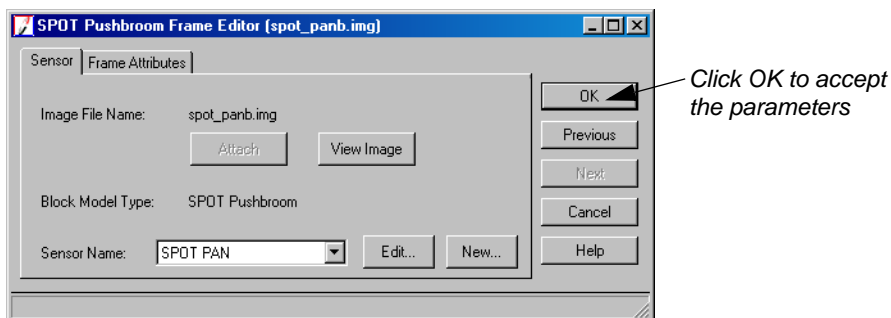 SPOT Pushbroom Frame Editor (spot_panb.img)
Sensor Frame Attributes
Image File Name: spot_panb.img
Attach View Image
Block Model Type: SPOT Pushbroom
Sensor Name: SPOT PAN Edit... New...
OK
Previous
Next
Cancel
Help
Click OK to accept
the parameters